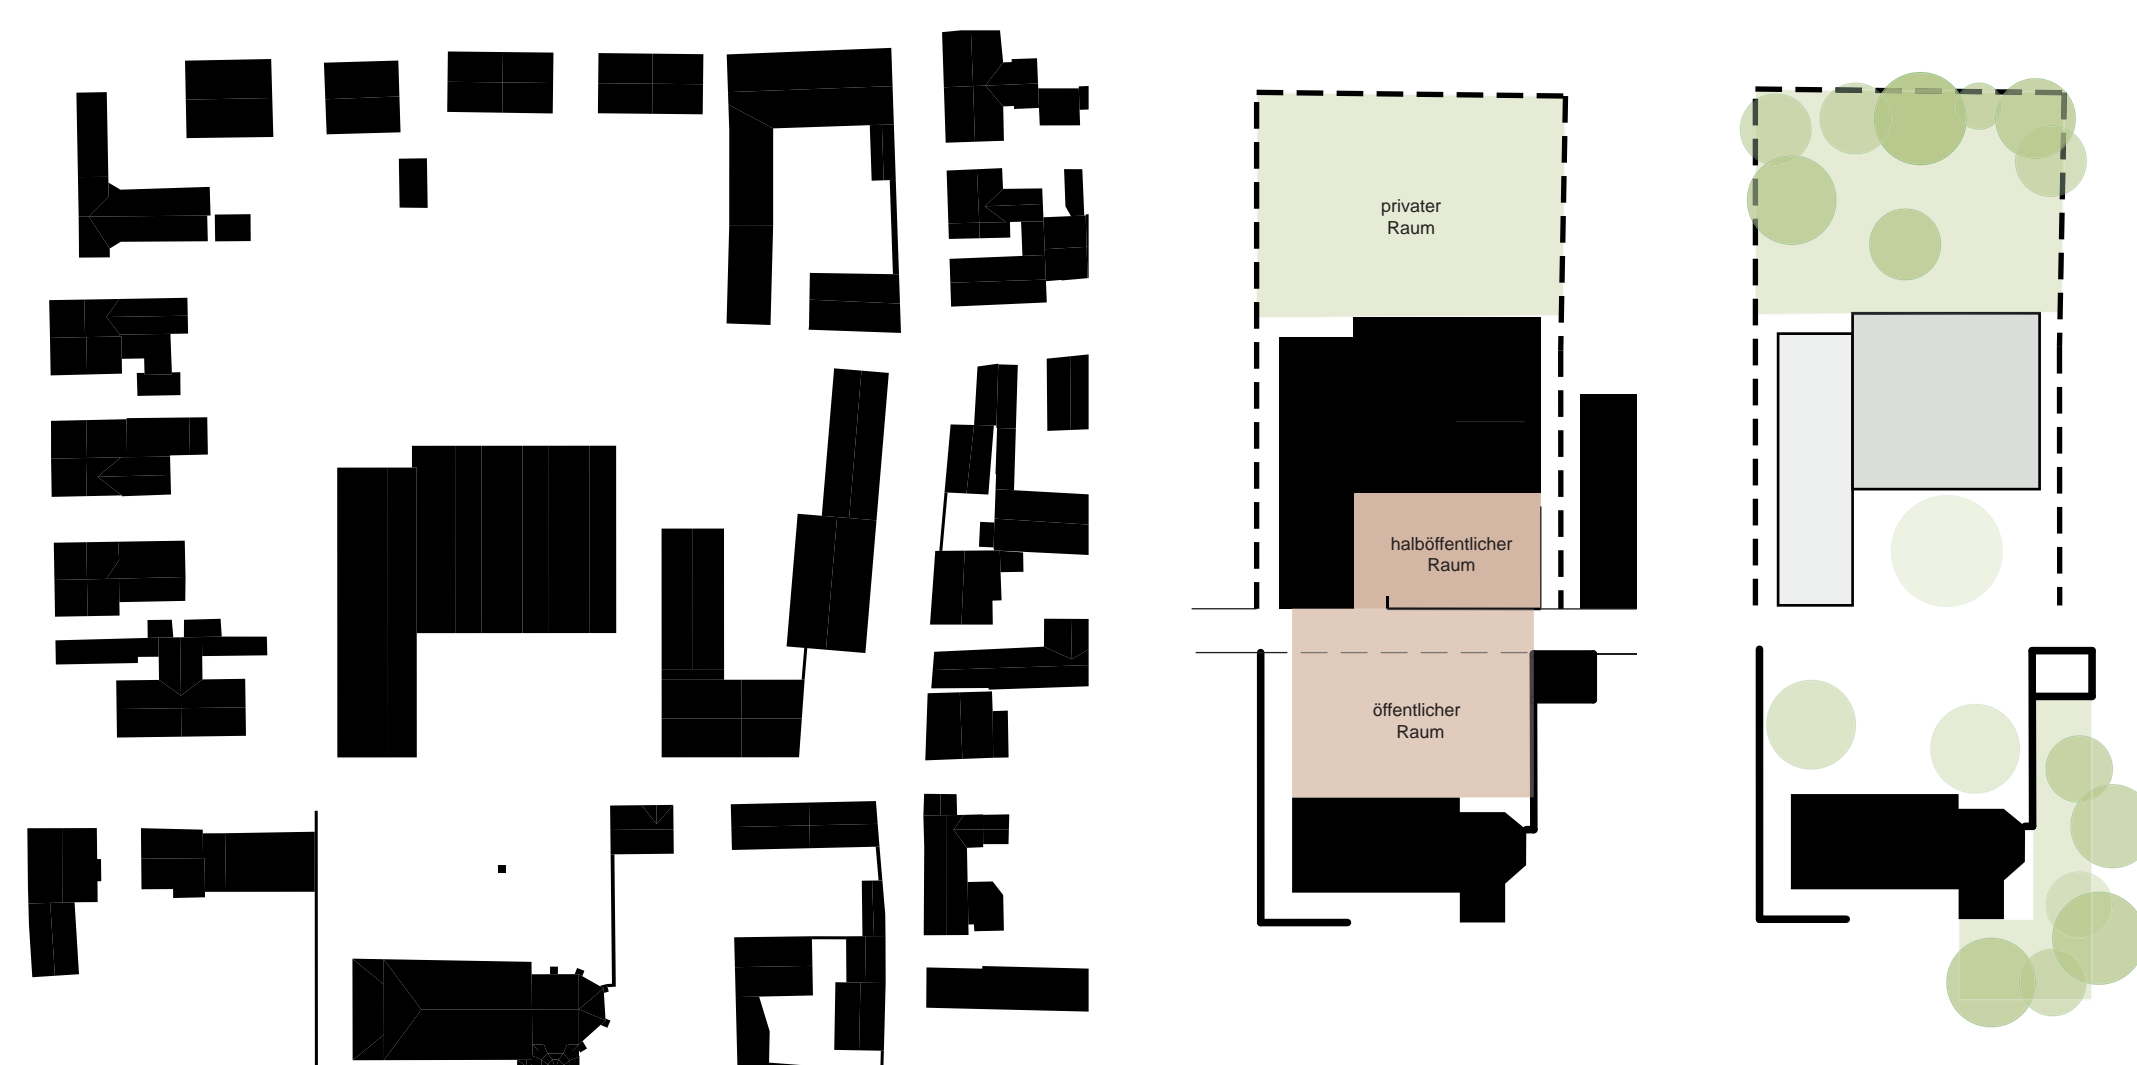 privater
Raum
halböffentlicher
Raum
öffentlicher
Raum